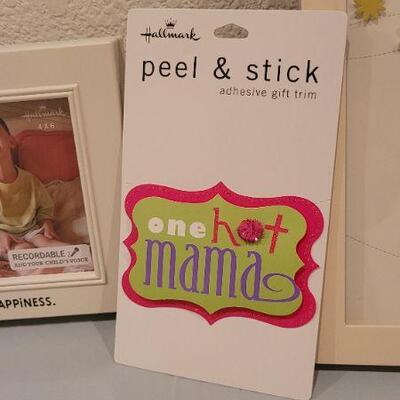 Hallmark
peel & stick
adhesive gift trim
one hot
mama
Hallmark
4X6
RECORDABLE
ADD YOUR CHILD'S VOICE
APPiNESS.